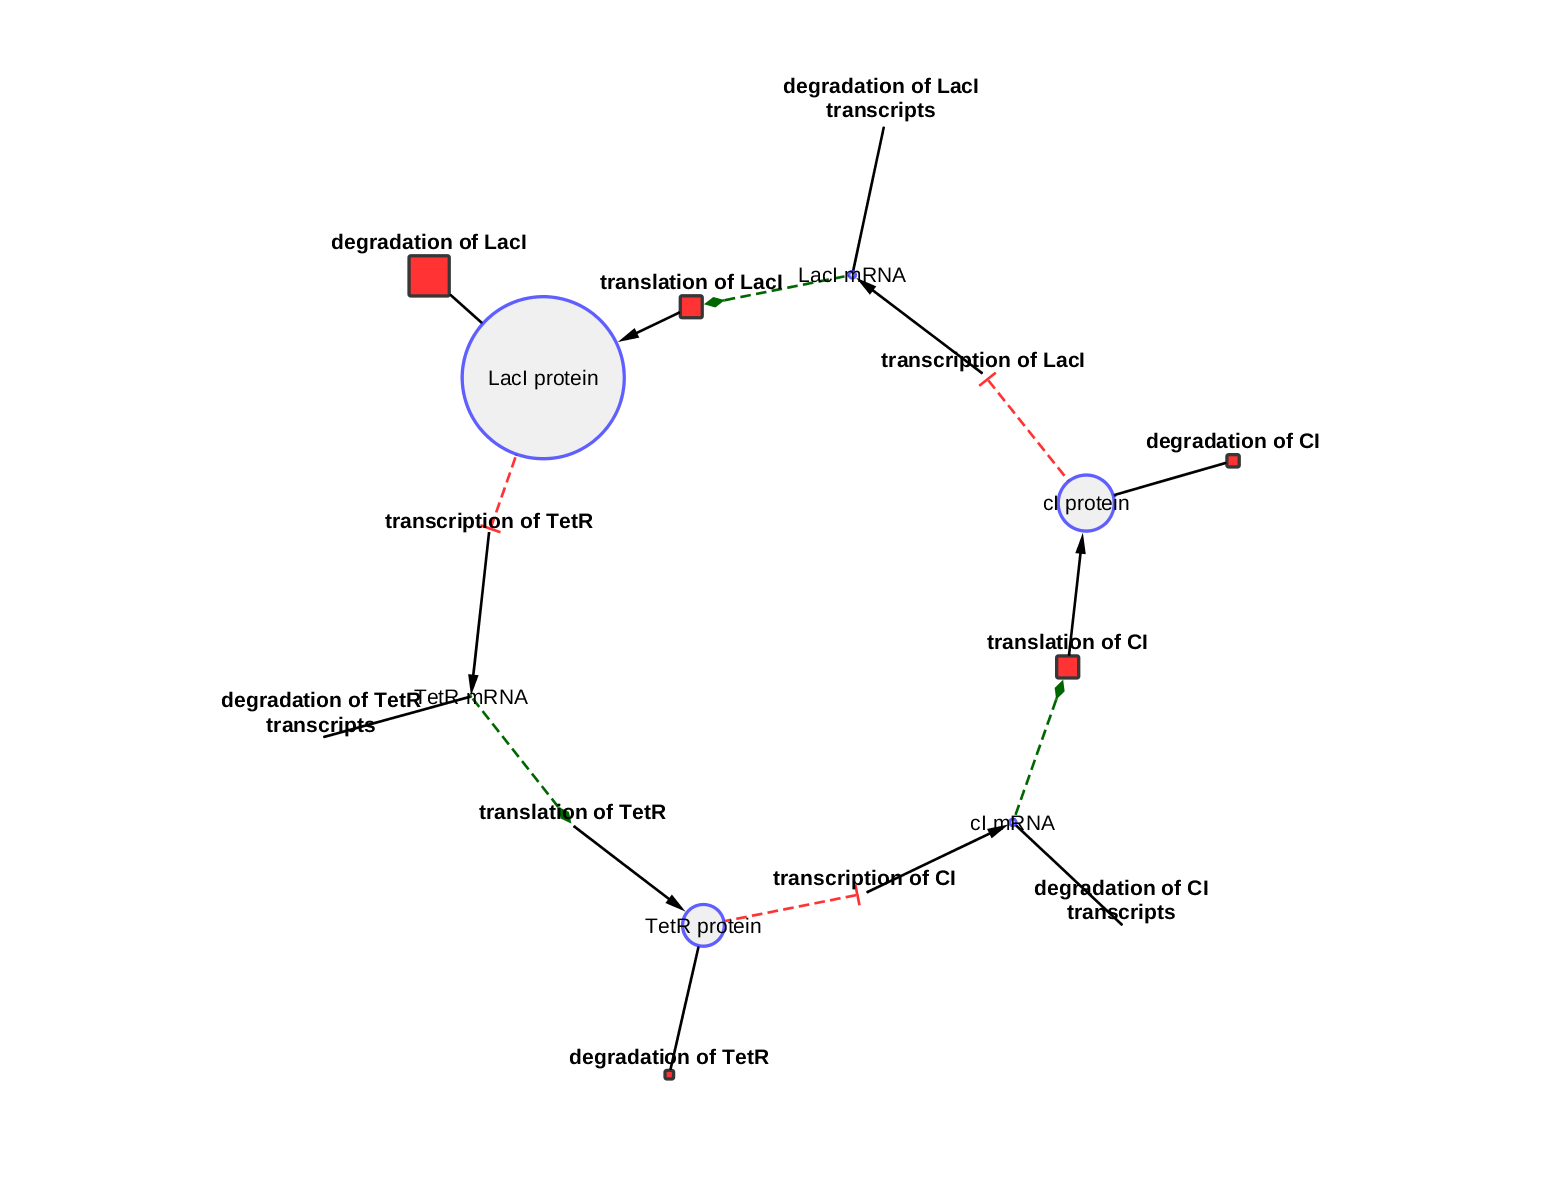 degradation of LacI
transcripts
degradation of LacI
translation of LacI
LacI mRNA
transcription of LacI
LacI protein
degradation of CI
cI protein
transcription of TetR
translation of CI
degradation of TetR
transcripts
TetR mRNA
translation of TetR
cI mRNA
transcription of CI
degradation of CI
transcripts
TetR protein
degradation of TetR